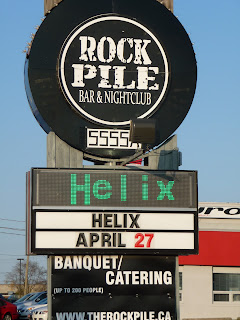 ROCK
PILE
BAR & NIGHTCLUB
5555
Helix
HELIX
APRIL 27
BANQUET/
CATERING
(UP TO 200 PEOPLE)
WWW.THEROCKPILE.CA